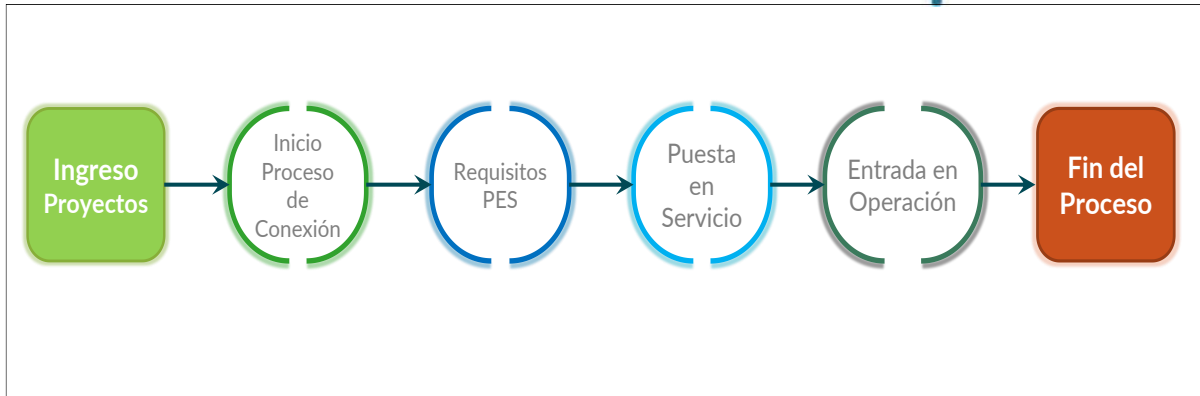 Ingreso
Proyectos
Inicio
Proceso
de
Conexión
Requisitos
PES
Puesta
en
Servicio
Entrada en
Operación
Fin del
Proceso